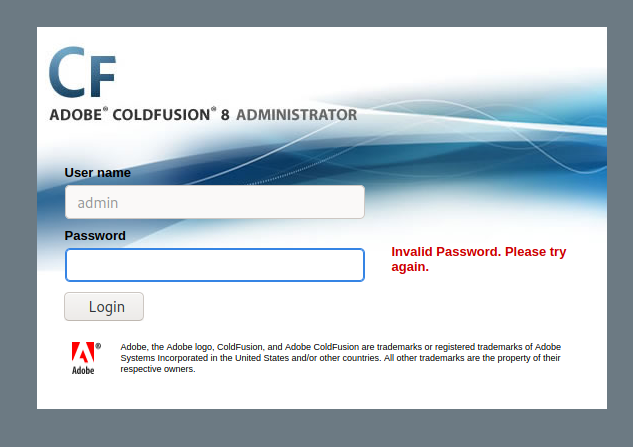 CF
ADOBE® COLDFUSION® 8 ADMINISTRATOR
User name
admin
Password
Invalid Password. Please try
again.
Login
Adobe, the Adobe logo, ColdFusion, and Adobe ColdFusion are trademarks or registered trademarks of Adobe
Systems Incorporated in the United States and/or other countries. All other trademarks are the property of their
respective owners.
®
Adobe